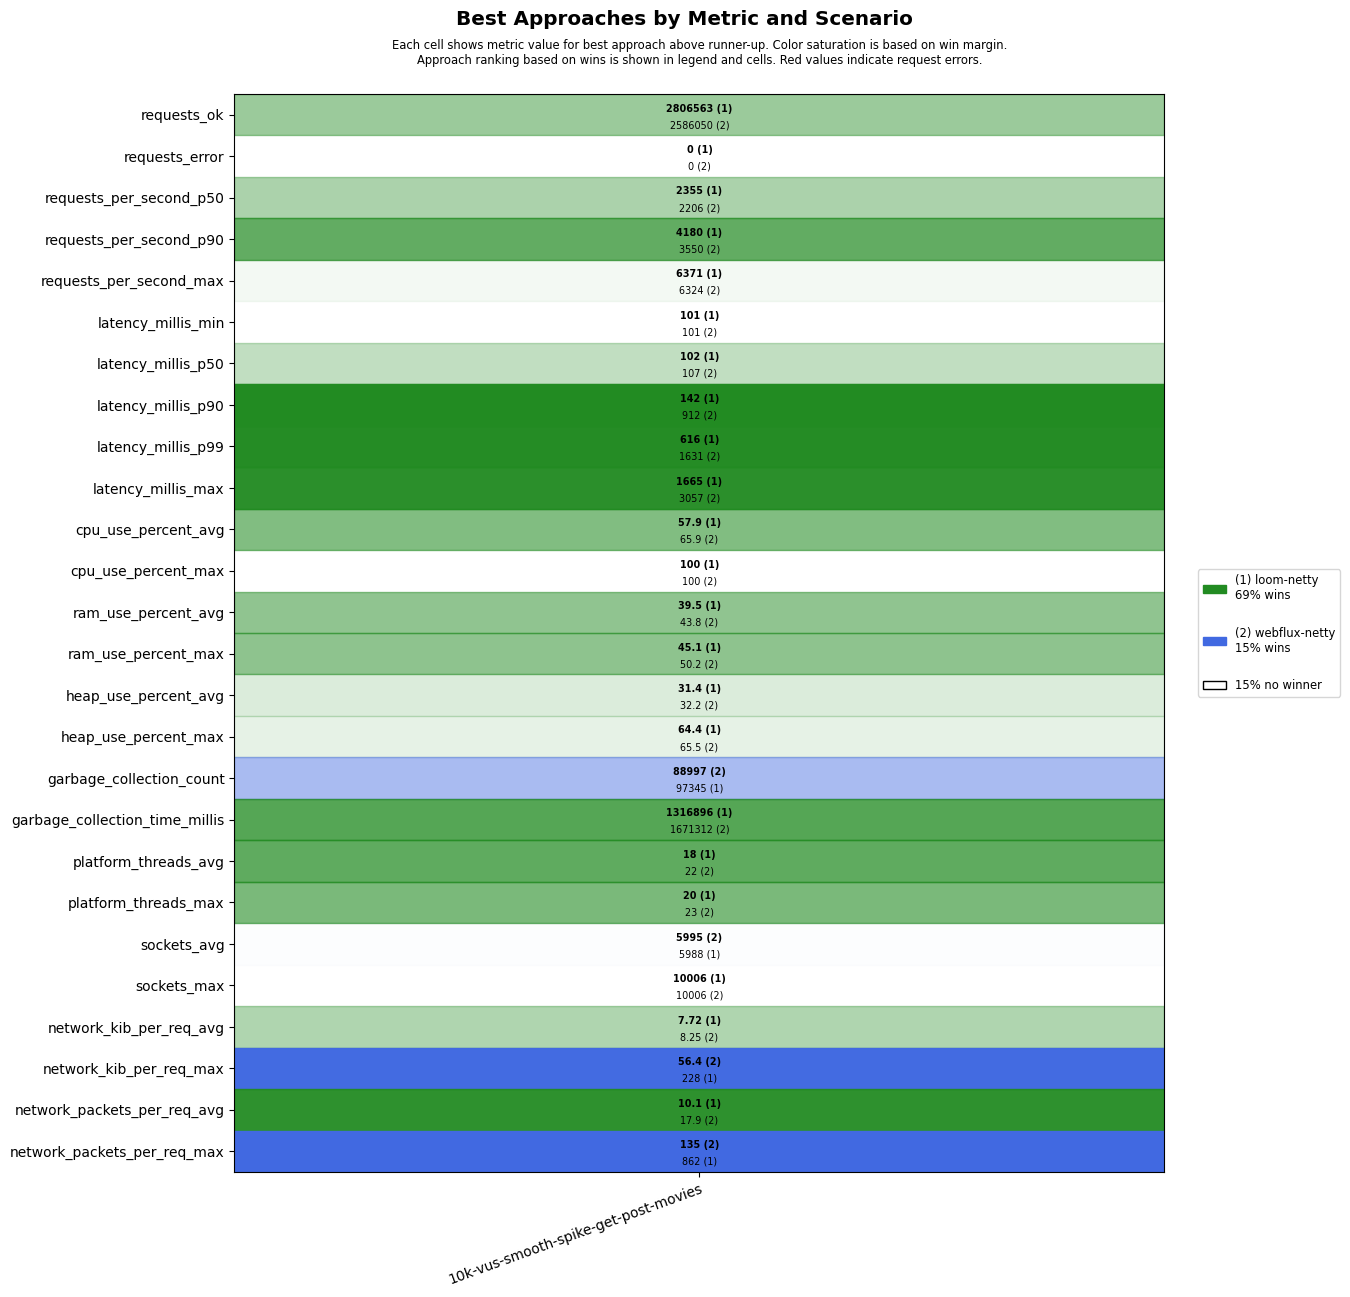 Best Approaches by Metric and Scenario
Each cell shows metric value for best approach above runner-up. Color saturation is based on win margin.
Approach ranking based on wins is shown in legend and cells. Red values indicate request errors.
requests_ok
2806563 (1)
2586050 (2)
requests_error
0 (1)
0 (2)
requests_per_second_p50
2355 (1)
2206 (2)
requests_per_second_p90
4180 (1)
3550 (2)
requests_per_second_max
6371 (1)
6324 (2)
latency_millis_min
101 (1)
101 (2)
latency_millis_p50
102 (1)
107 (2)
latency_millis_p90
142 (1)
912 (2)
latency_millis_p99
616 (1)
1631 (2)
latency_millis_max
1665 (1)
3057 (2)
cpu_use_percent_avg
57.9 (1)
65.9 (2)
cpu_use_percent_max
100 (1)
100 (2)
ram_use_percent_avg
39.5 (1)
43.8 (2)
ram_use_percent_max
45.1 (1)
50.2 (2)
heap_use_percent_avg
31.4 (1)
32.2 (2)
heap_use_percent_max
64.4 (1)
65.5 (2)
garbage_collection_count
88997 (2)
97345 (1)
garbage_collection_time_millis
1316896 (1)
1671312 (2)
platform_threads_avg
18 (1)
22 (2)
platform_threads_max
20 (1)
23 (2)
sockets_avg
5995 (2)
5988 (1)
sockets_max
10006 (1)
10006 (2)
network_kib_per_req_avg
7.72 (1)
8.25 (2)
network_kib_per_req_max
56.4 (2)
228 (1)
network_packets_per_req_avg
10.1 (1)
17.9 (2)
network_packets_per_req_max
135 (2)
862 (1)
10k-vus-smooth-spike-get-post-movies
(1) loom-netty
69% wins
(2) webflux-netty
15% wins
15% no winner